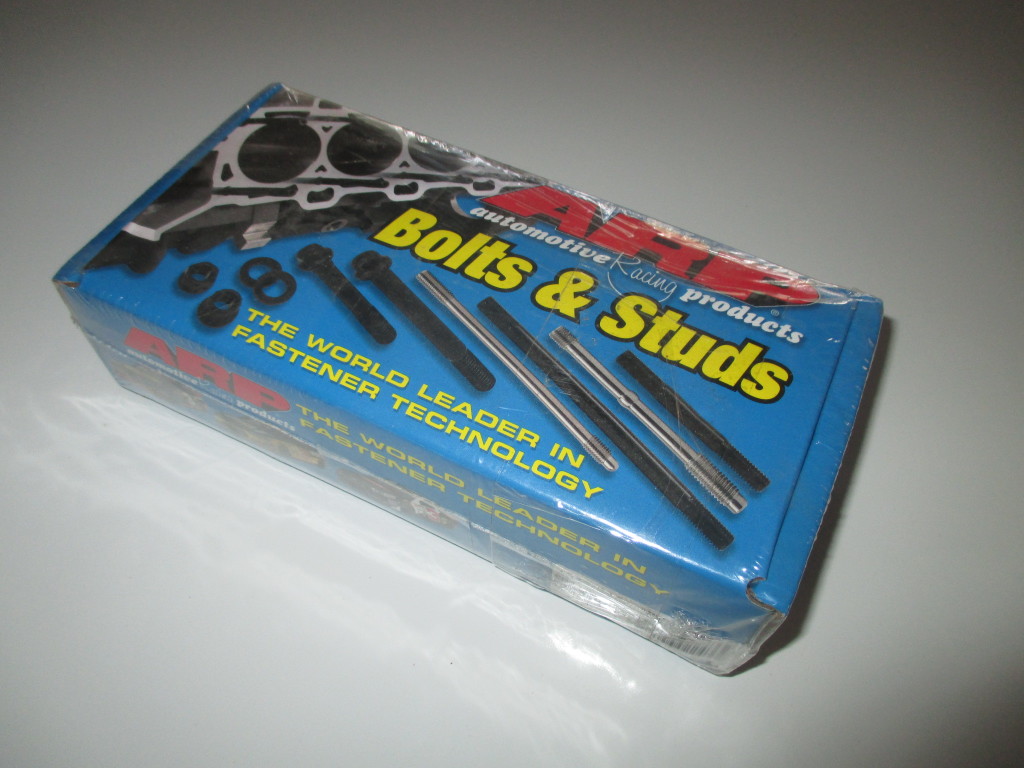 ARP
automotive Racing products®
Bolts & Studs
THE WORLD LEADER IN
FASTENER TECHNOLOGY
ARP
products
THE WORLD LEADER IN
FASTENER TECHNOLOGY